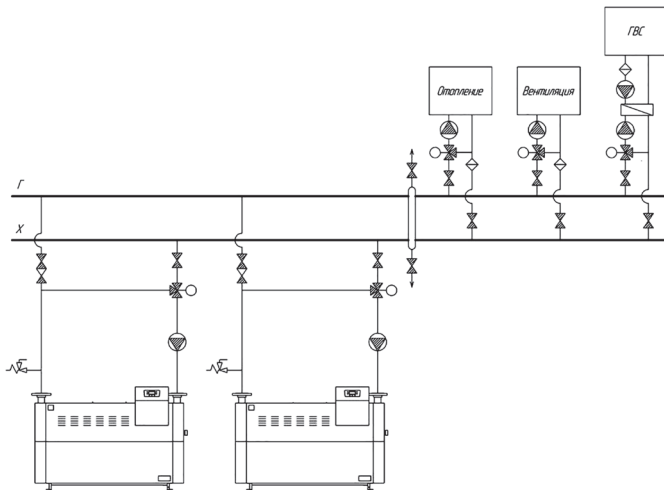 ГВС
Отопление
Вентиляция
Г
Х